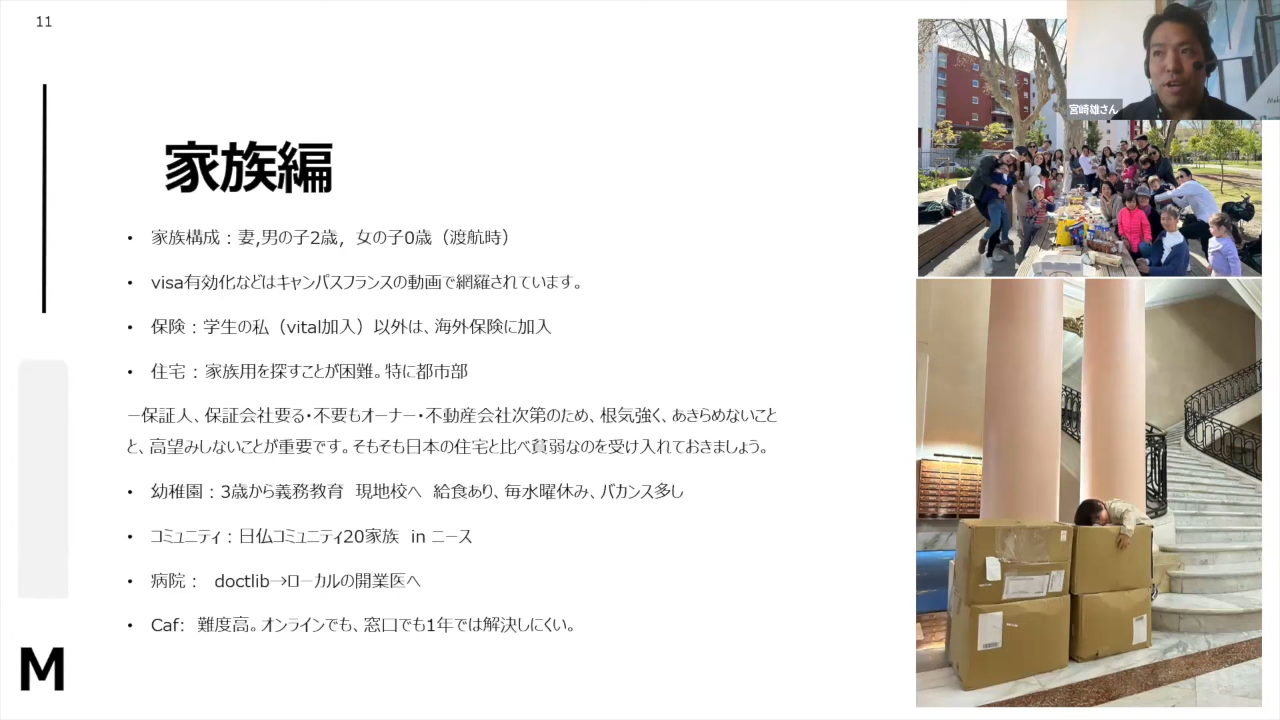 11
宮崎雄さん
家族編
• 家族構成：妻,男の子2歳，女の子0歳（渡航時）
• visa有効化などはキャンパスフランスの動画で網羅されています。
• 保険：学生の私（vital加入）以外は、海外保険に加入
• 住宅：家族用を探すことが困難。特に都市部
－保証人、保証会社要る・不要もオーナー・不動産会社次第のため、根気強く、あきらめないこと
と、高望みしないことが重要です。そもそも日本の住宅と比べ貧弱なのを受け入れておきましょう。
• 幼稚園：3歳から義務教育　現地校へ　給食あり、毎水曜休み、バカンス多し
• コミュニティ：日仏コミュニティ20家族　in ニース
• 病院：　doctlib→ローカルの開業医へ
• Caf:　難度高。オンラインでも、窓口でも1年では解決しにくい。
M